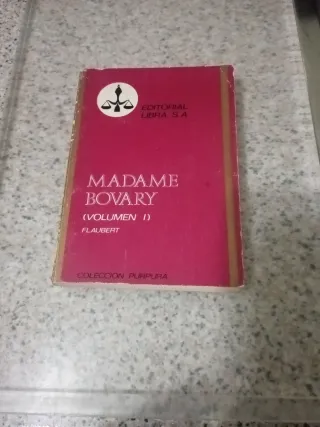 EDITORIAL
LIBRA, S.A.
MADAME
BOVARY
(VOLUMEN I)
FLAUBERT
COLECCION PURPURA